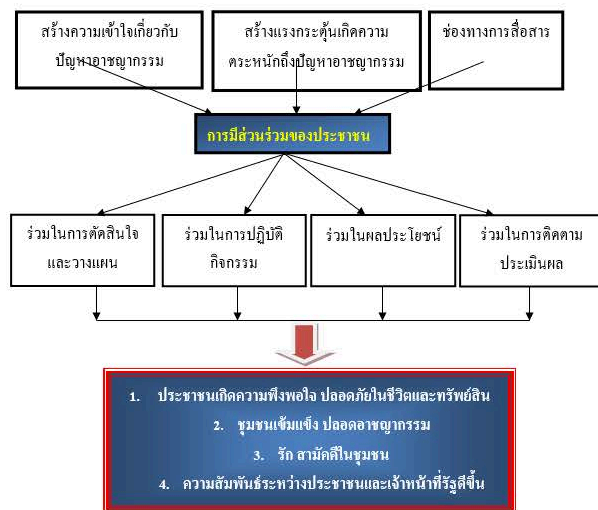 สร้างความเข้าใจเกี่ยวกับ
ปัญหาอาชญากรรม
สร้างแรงกระตุ้นเกิดความ
ตระหนักถึงปัญหาอาชญากรรม
ช่องทางการสื่อสาร
การมีส่วนร่วมของประชาชน
ร่วมในการตัดสินใจ
และวางแผน
ร่วมในการปฏิบัติ
กิจกรรม
ร่วมในผลประโยชน์
ร่วมในการติดตาม
ประเมินผล
1. ประชาชนเกิดความพึงพอใจ ปลอดภัยในชีวิตและทรัพย์สิน
2. ชุมชนเข้มแข็ง ปลอดอาชญากรรม
3. รัก สามัคคีในชุมชน
4. ความสัมพันธ์ระหว่างประชาชนและเจ้าหน้าที่รัฐดีขึ้น